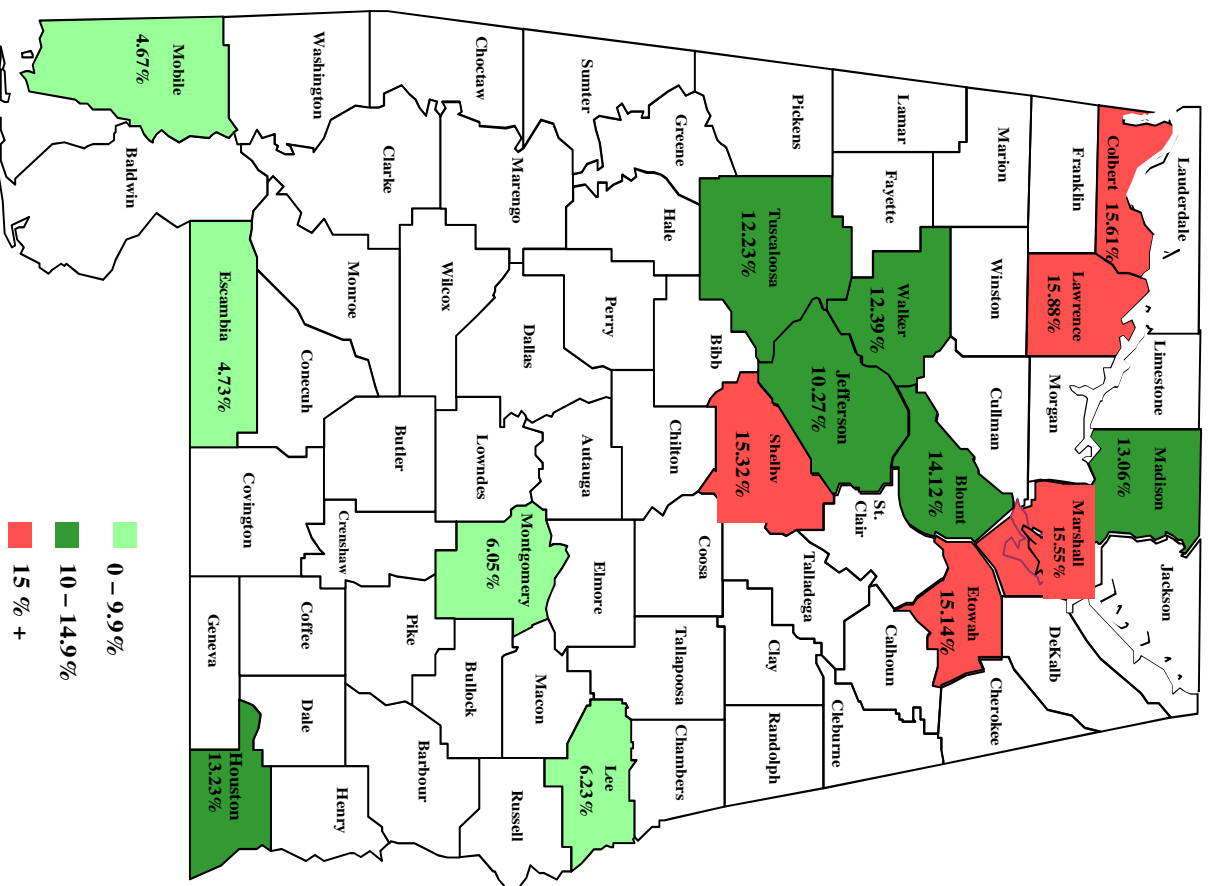 Lauderdale
Limestone
Madison
13.06%
Jackson
Colbert 15.61%
Lawrence
15.88%
Franklin
Morgan
Marshall
15.55%
DeKalb
Marion
Winston
Cullman
Blount
14.12%
Etowah
15.14%
Cherokee
Lamar
Fayette
Walker
12.39%
Jefferson
10.27%
St.
Clair
Calhoun
Cleburne
Pickens
Tuscaloosa
12.23%
Shelby
15.32%
Talladega
Clay
Randolph
Greene
Hale
Bibb
Chilton
Coosa
Tallapoosa
Chambers
Sumter
Perry
Autauga
Elmore
Lee
6.23%
Choctaw
Marengo
Dallas
Lowndes
Montgomery
6.05%
Macon
Russell
Wilcox
Bullock
Washington
Clarke
Monroe
Butler
Crenshaw
Pike
Barbour
Conecuh
Coffee
Dale
Henry
Mobile
4.67%
Baldwin
Escambia 4.73%
Covington
Geneva
Houston
13.23%
0 – 9.9%
10 – 14.9%
15 % +